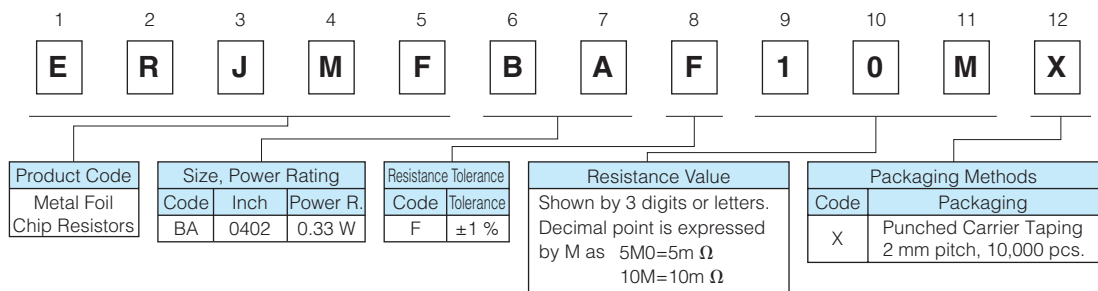 1 2 3 4 5 6 7 8 9 10 11 12
E R J M F B A F 1 0 M X
Product Code
Metal Foil
Chip Resistors
Size, Power Rating
Code Inch Power R.
BA 0402 0.33 W
Resistance Tolerance
Code Tolerance
F ±1 %
Resistance Value
Shown by 3 digits or letters.
Decimal point is expressed
by M as 5M0=5m Ω
10M=10m Ω
Packaging Methods
Code Packaging
X Punched Carrier Taping
2 mm pitch, 10,000 pcs.